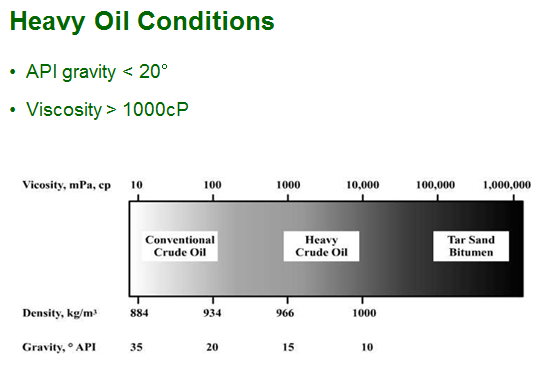 Heavy Oil Conditions
• API gravity < 20°
• Viscosity > 1000cP
Vicosity, mPa, cp 10 100 1000 10,000 100,000 1,000,000
Conventional Crude Oil
Heavy Crude Oil
Tar Sand Bitumen
Density, kg/m³ 884 934 966 1000
Gravity, ° API 35 20 15 10